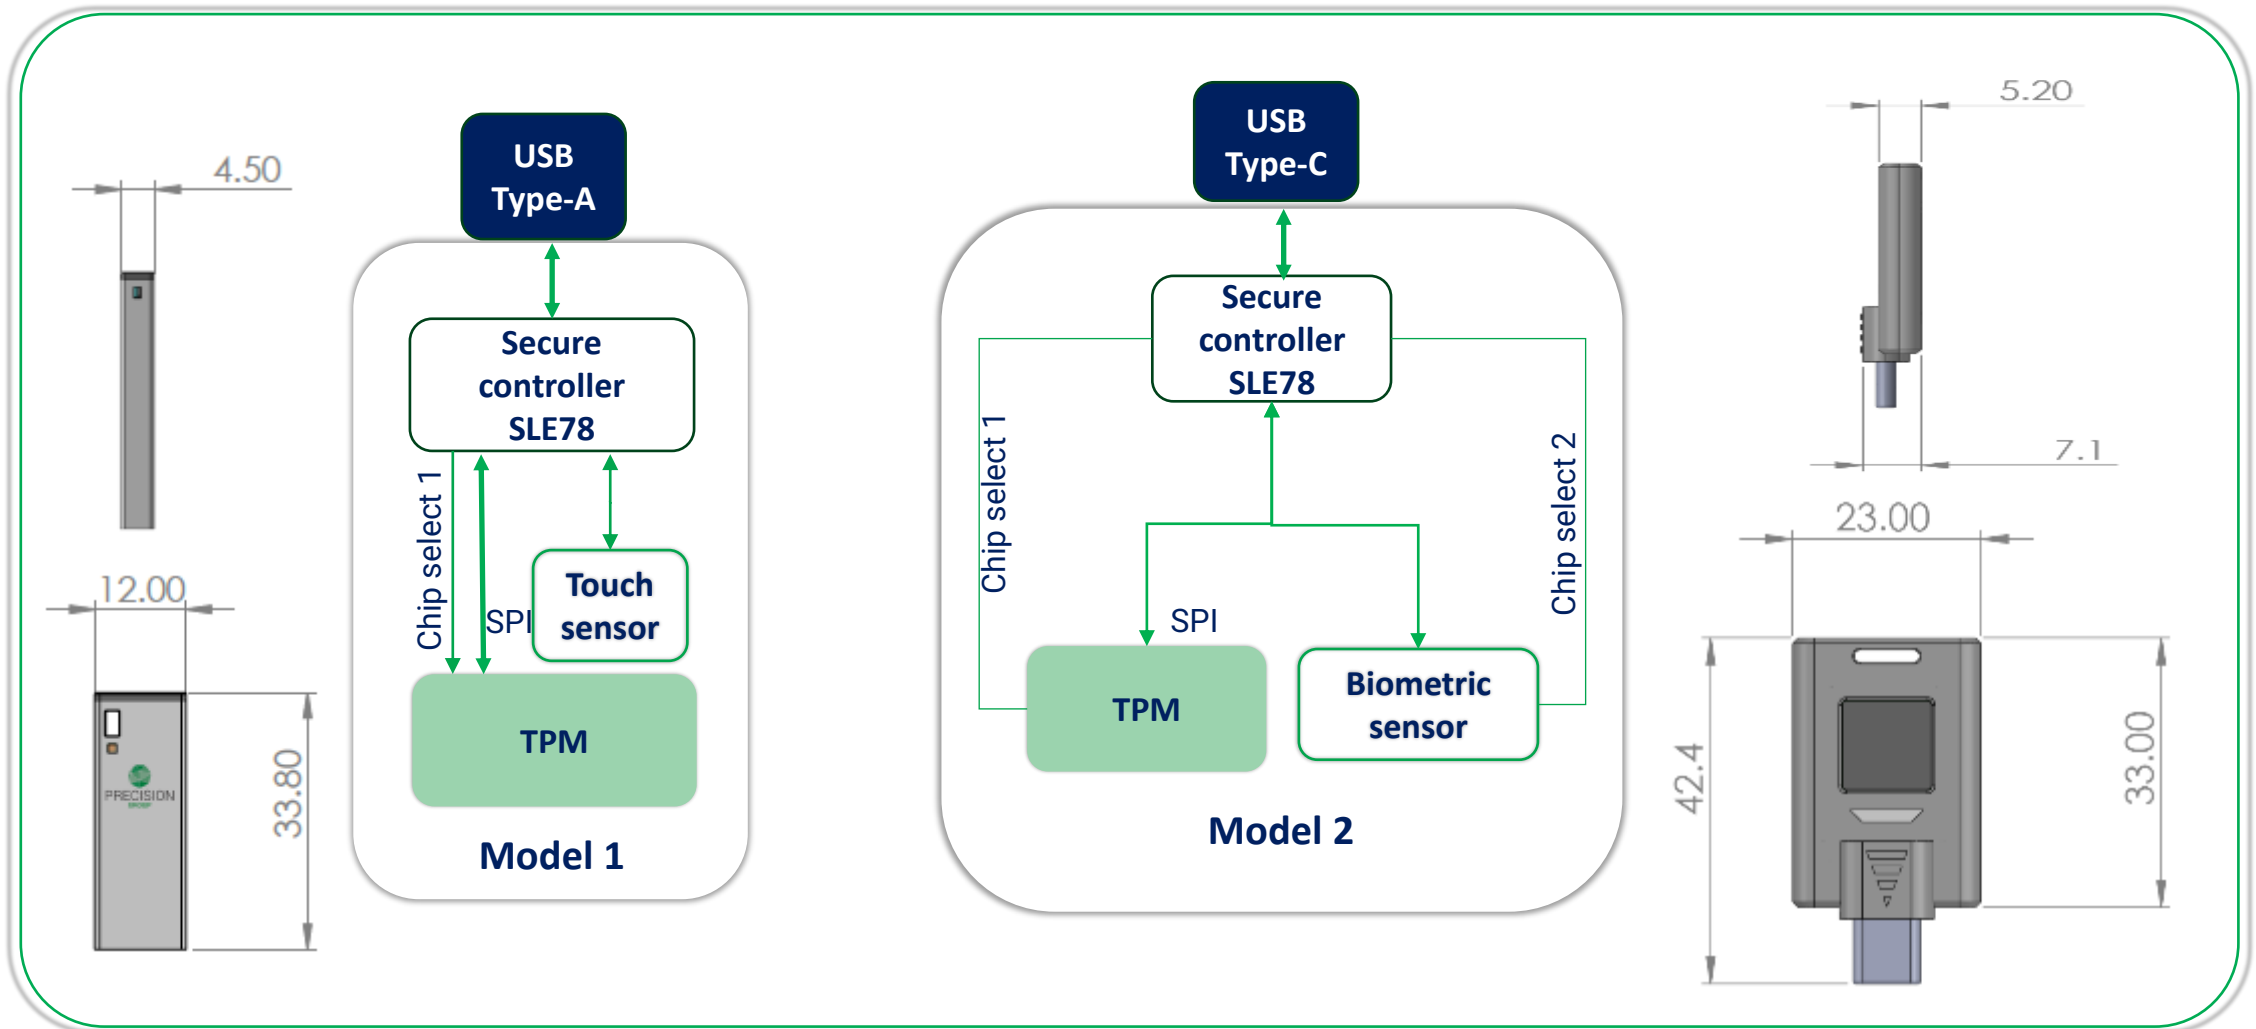 4.50
12.00
PRECISION
GROUP
33.80
USB
Type-A
Secure
controller
SLE78
Chip select 1
SPI
Touch
sensor
TPM
Model 1
USB
Type-C
Secure
controller
SLE78
Chip select 1
Chip select 2
SPI
TPM
Biometric
sensor
Model 2
5.20
7.1
23.00
42.4
33.00